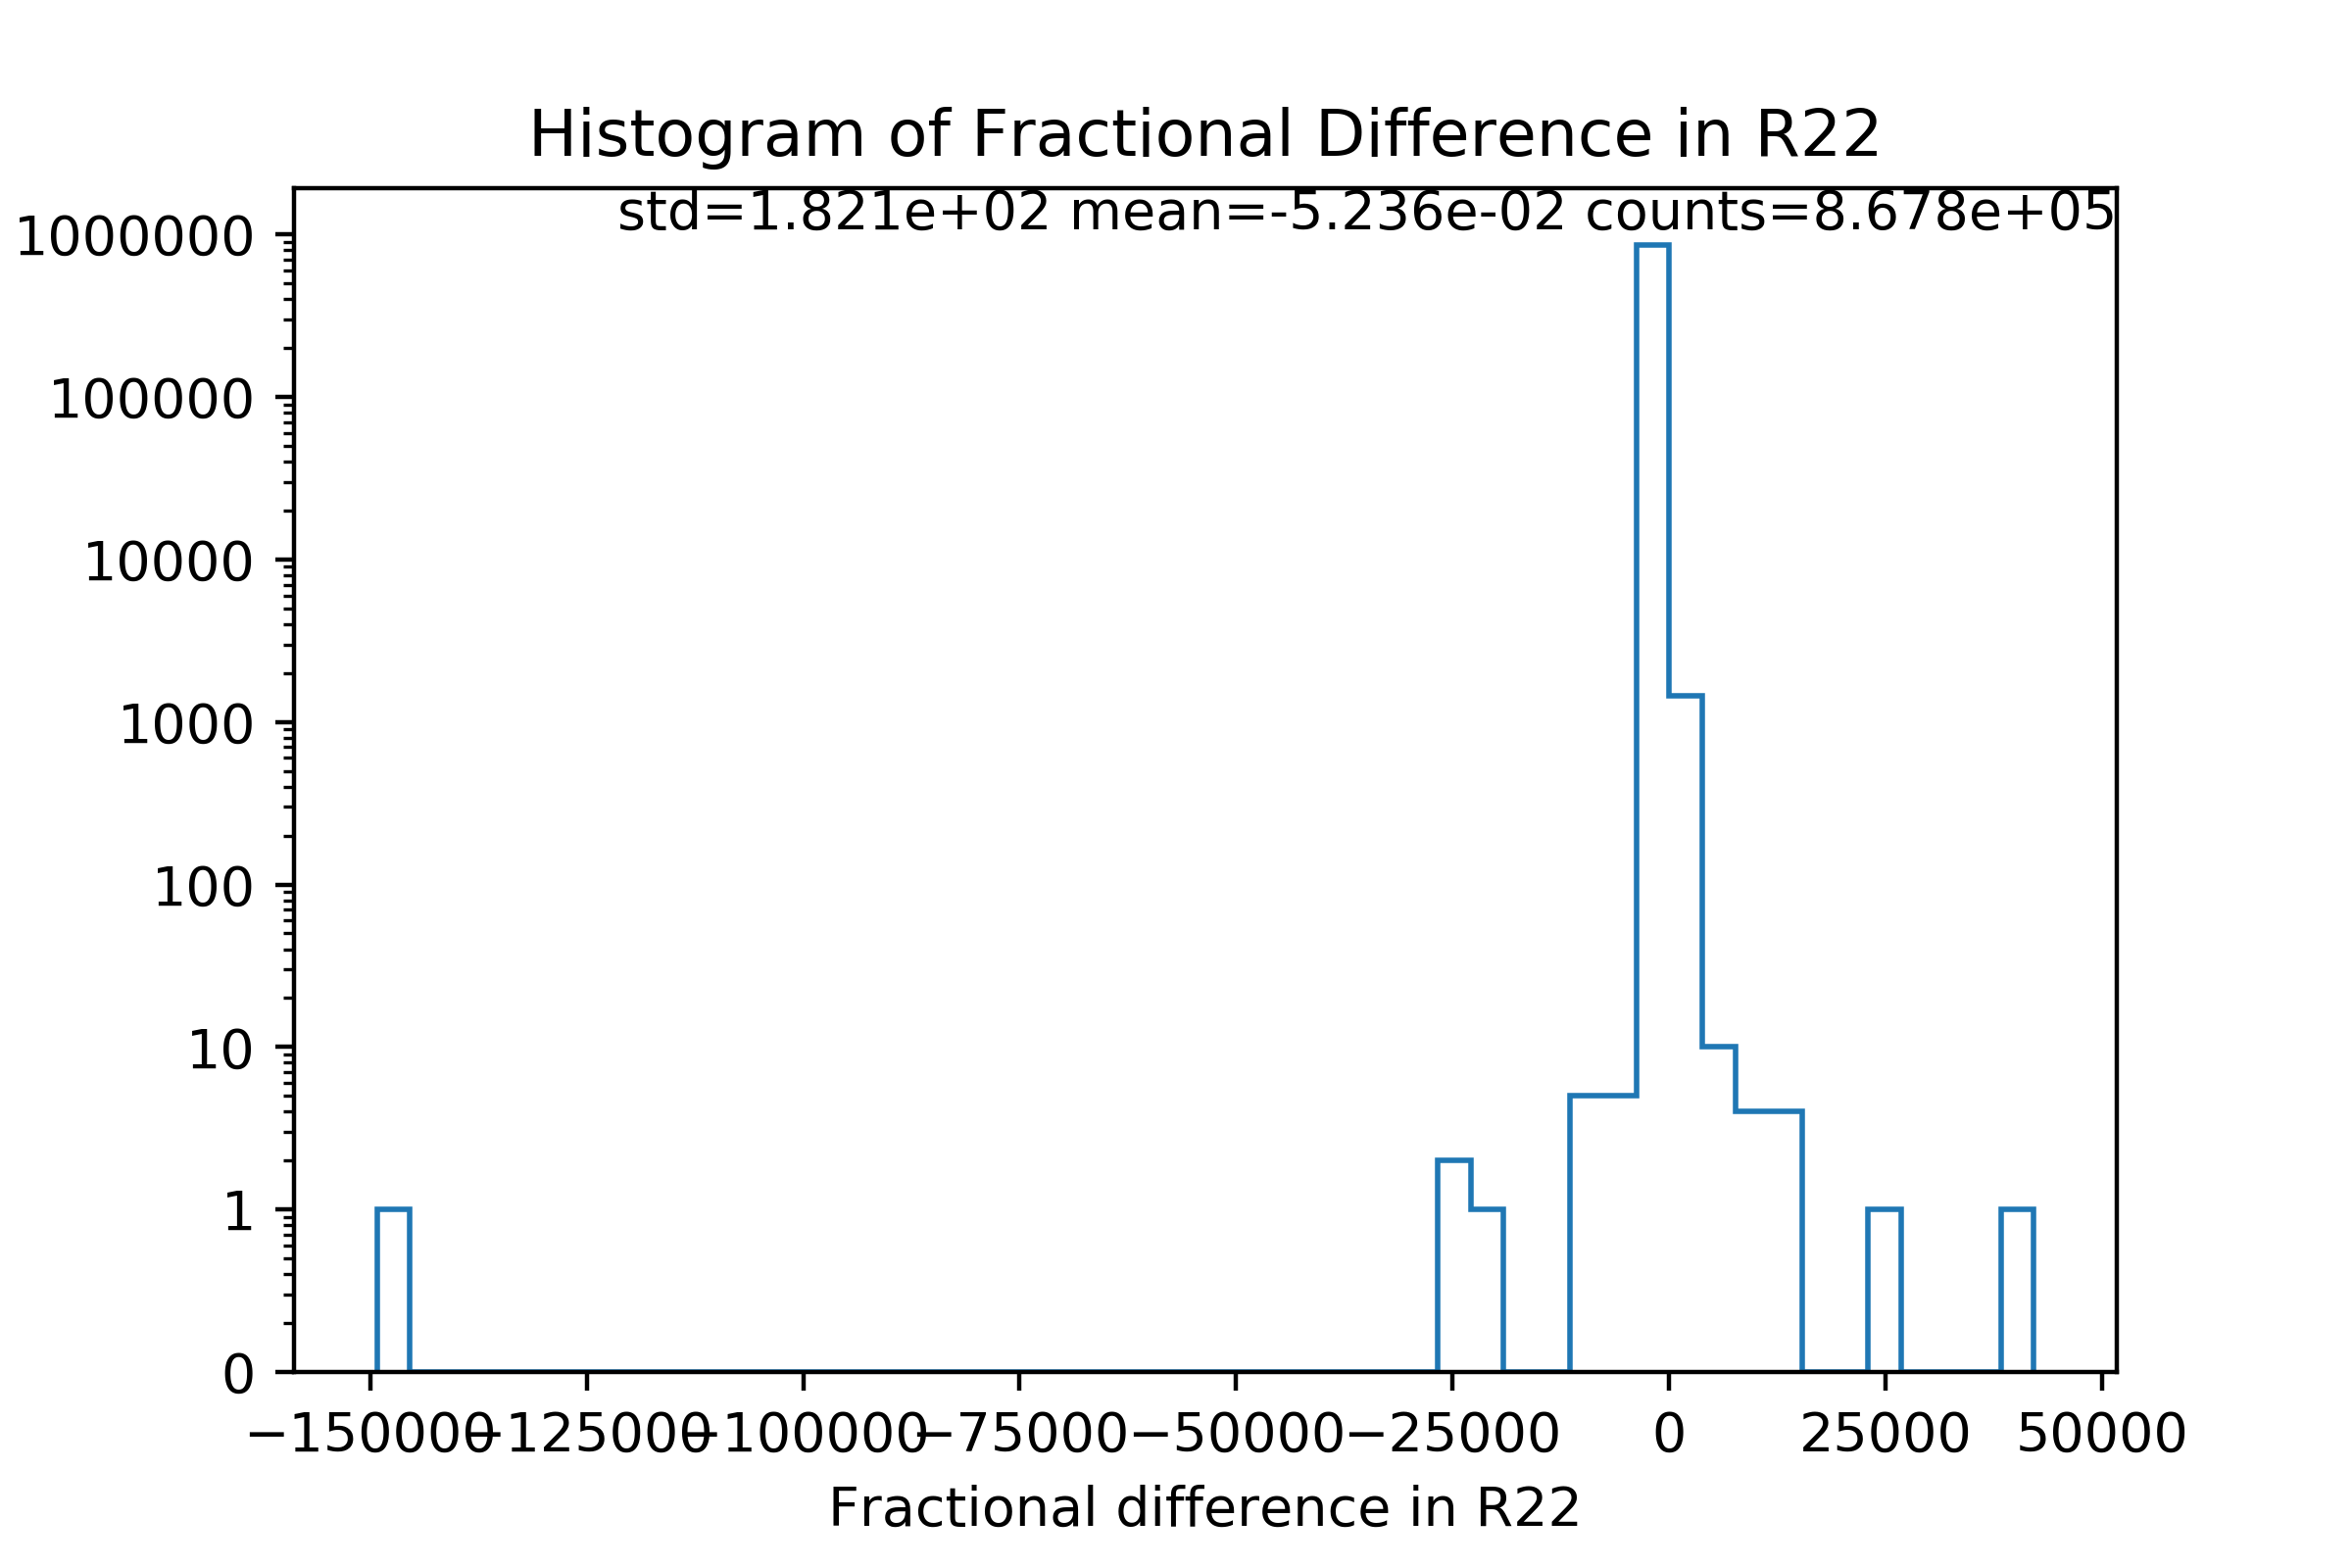 Histogram of Fractional Difference in R22
std=1.821e+02 mean=-5.236e-02 counts=8.678e+05
1000000
100000
10000
1000
100
10
1
0
−150000 −125000 −100000 −75000 −50000 −25000 0 25000 50000
Fractional difference in R22